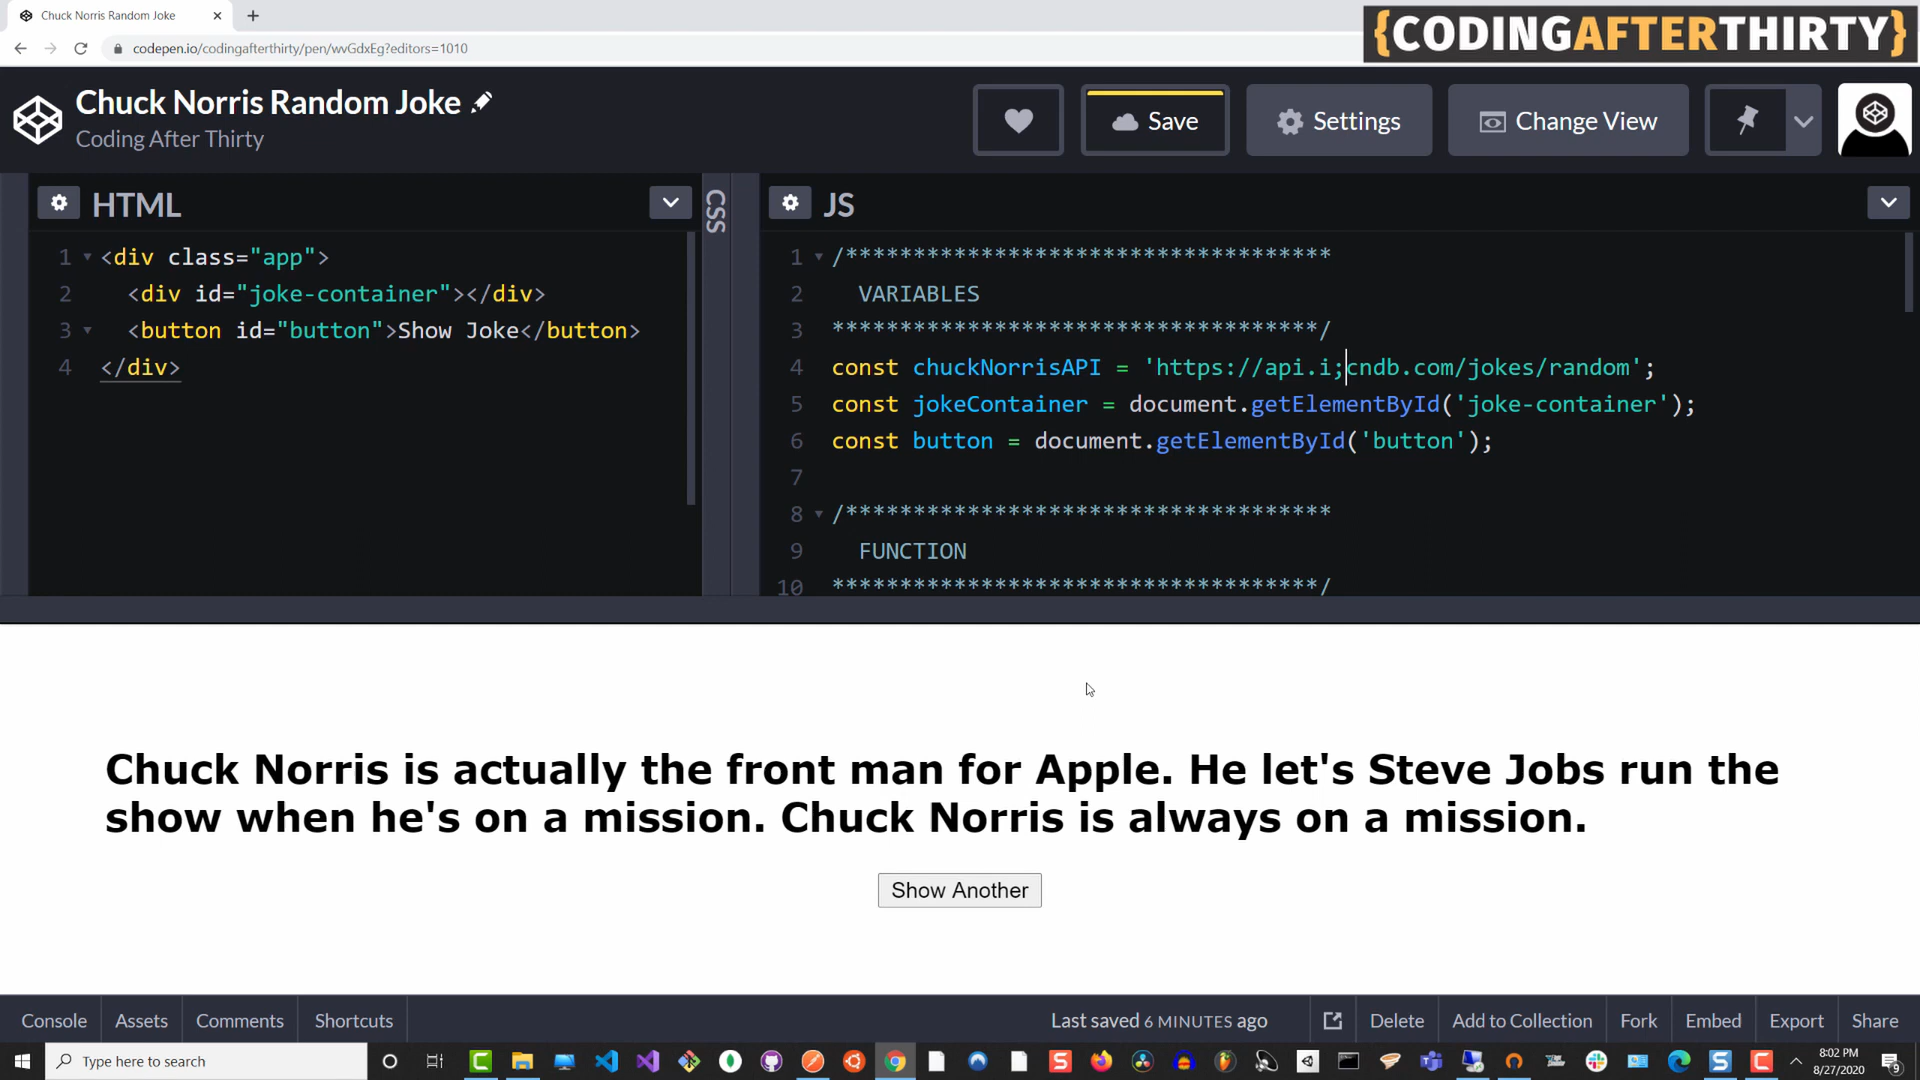 Chuck Norris Random Joke
codepen.io/codingafterthirty/pen/wvGdxEg?editors=1010
{CODINGAFTERTHIRTY}
Chuck Norris Random Joke
Coding After Thirty
Save
Settings
Change View
HTML
CSS
JS
1 <div class="app">
2 <div id="joke-container"></div>
3 <button id="button">Show Joke</button>
4 </div>
1 /************************************
2 VARIABLES
3 ************************************/
4 const chuckNorrisAPI = 'https://api.i;cndb.com/jokes/random';
5 const jokeContainer = document.getElementById('joke-container');
6 const button = document.getElementById('button');
7
8 /************************************
9 FUNCTION
10 ************************************/
Chuck Norris is actually the front man for Apple. He let's Steve Jobs run the
show when he's on a mission. Chuck Norris is always on a mission.
Show Another
Console Assets Comments Shortcuts Last saved 6 MINUTES ago Delete Add to Collection Fork Embed Export Share
Type here to search
8:02 PM
8/27/2020
9